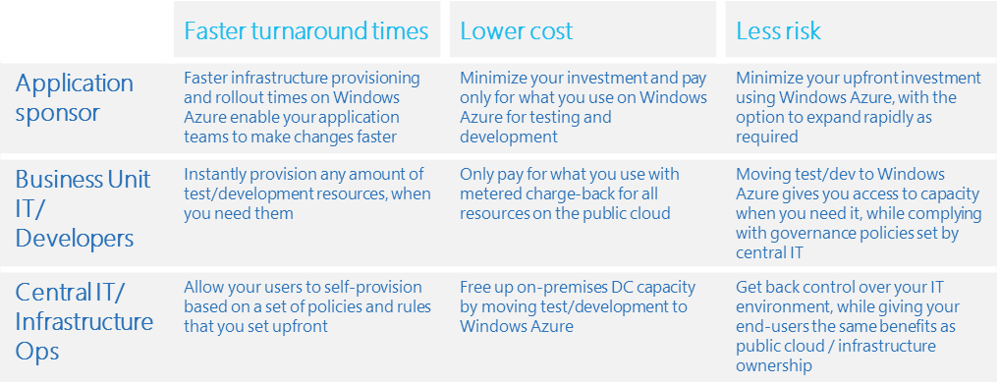 Faster turnaround times
Lower cost
Less risk
Application
sponsor
Faster infrastructure provisioning
and rollout times on Windows
Azure enable your application
teams to make changes faster
Minimize your investment and pay
only for what you use on Windows
Azure for testing and
development
Minimize your upfront investment
using Windows Azure, with the
option to expand rapidly as
required
Business Unit
IT/
Developers
Instantly provision any amount of
test/development resources, when
you need them
Only pay for what you use with
metered charge-back for all
resources on the public cloud
Moving test/dev to Windows
Azure gives you access to capacity
when you need it, while complying
with governance policies set by
central IT
Central IT/
Infrastructure
Ops
Allow your users to self-provision
based on a set of policies and rules
that you set upfront
Free up on-premises DC capacity
by moving test/development to
Windows Azure
Get back control over your IT
environment, while giving your
end-users the same benefits as
public cloud / infrastructure
ownership